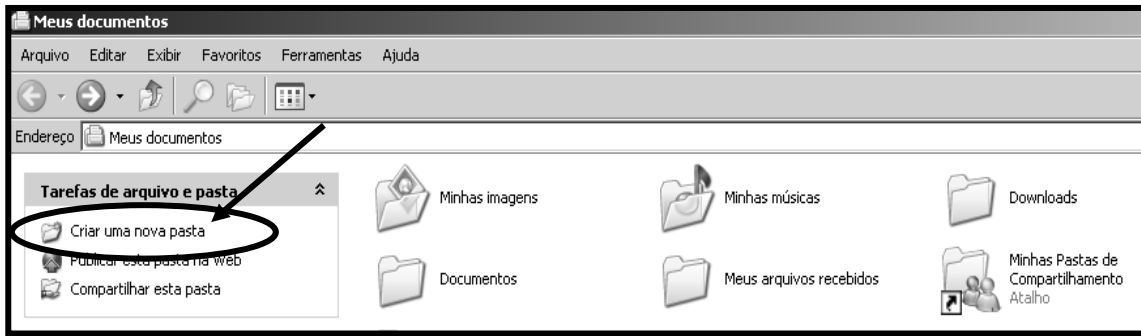 Meus documentos
Arquivo Editar Exibir Favoritos Ferramentas Ajuda
Endereço Meus documentos
Tarefas de arquivo e pasta
Criar uma nova pasta
Publicar esta pasta na Web
Compartilhar esta pasta
Minhas imagens
Minhas músicas
Downloads
Documentos
Meus arquivos recebidos
Minhas Pastas de
Compartilhamento
Atalho